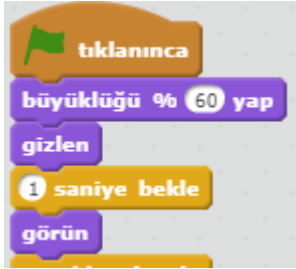 tıklanınca
büyüklüğü % 60 yap
gizlen
1 saniye bekle
görün